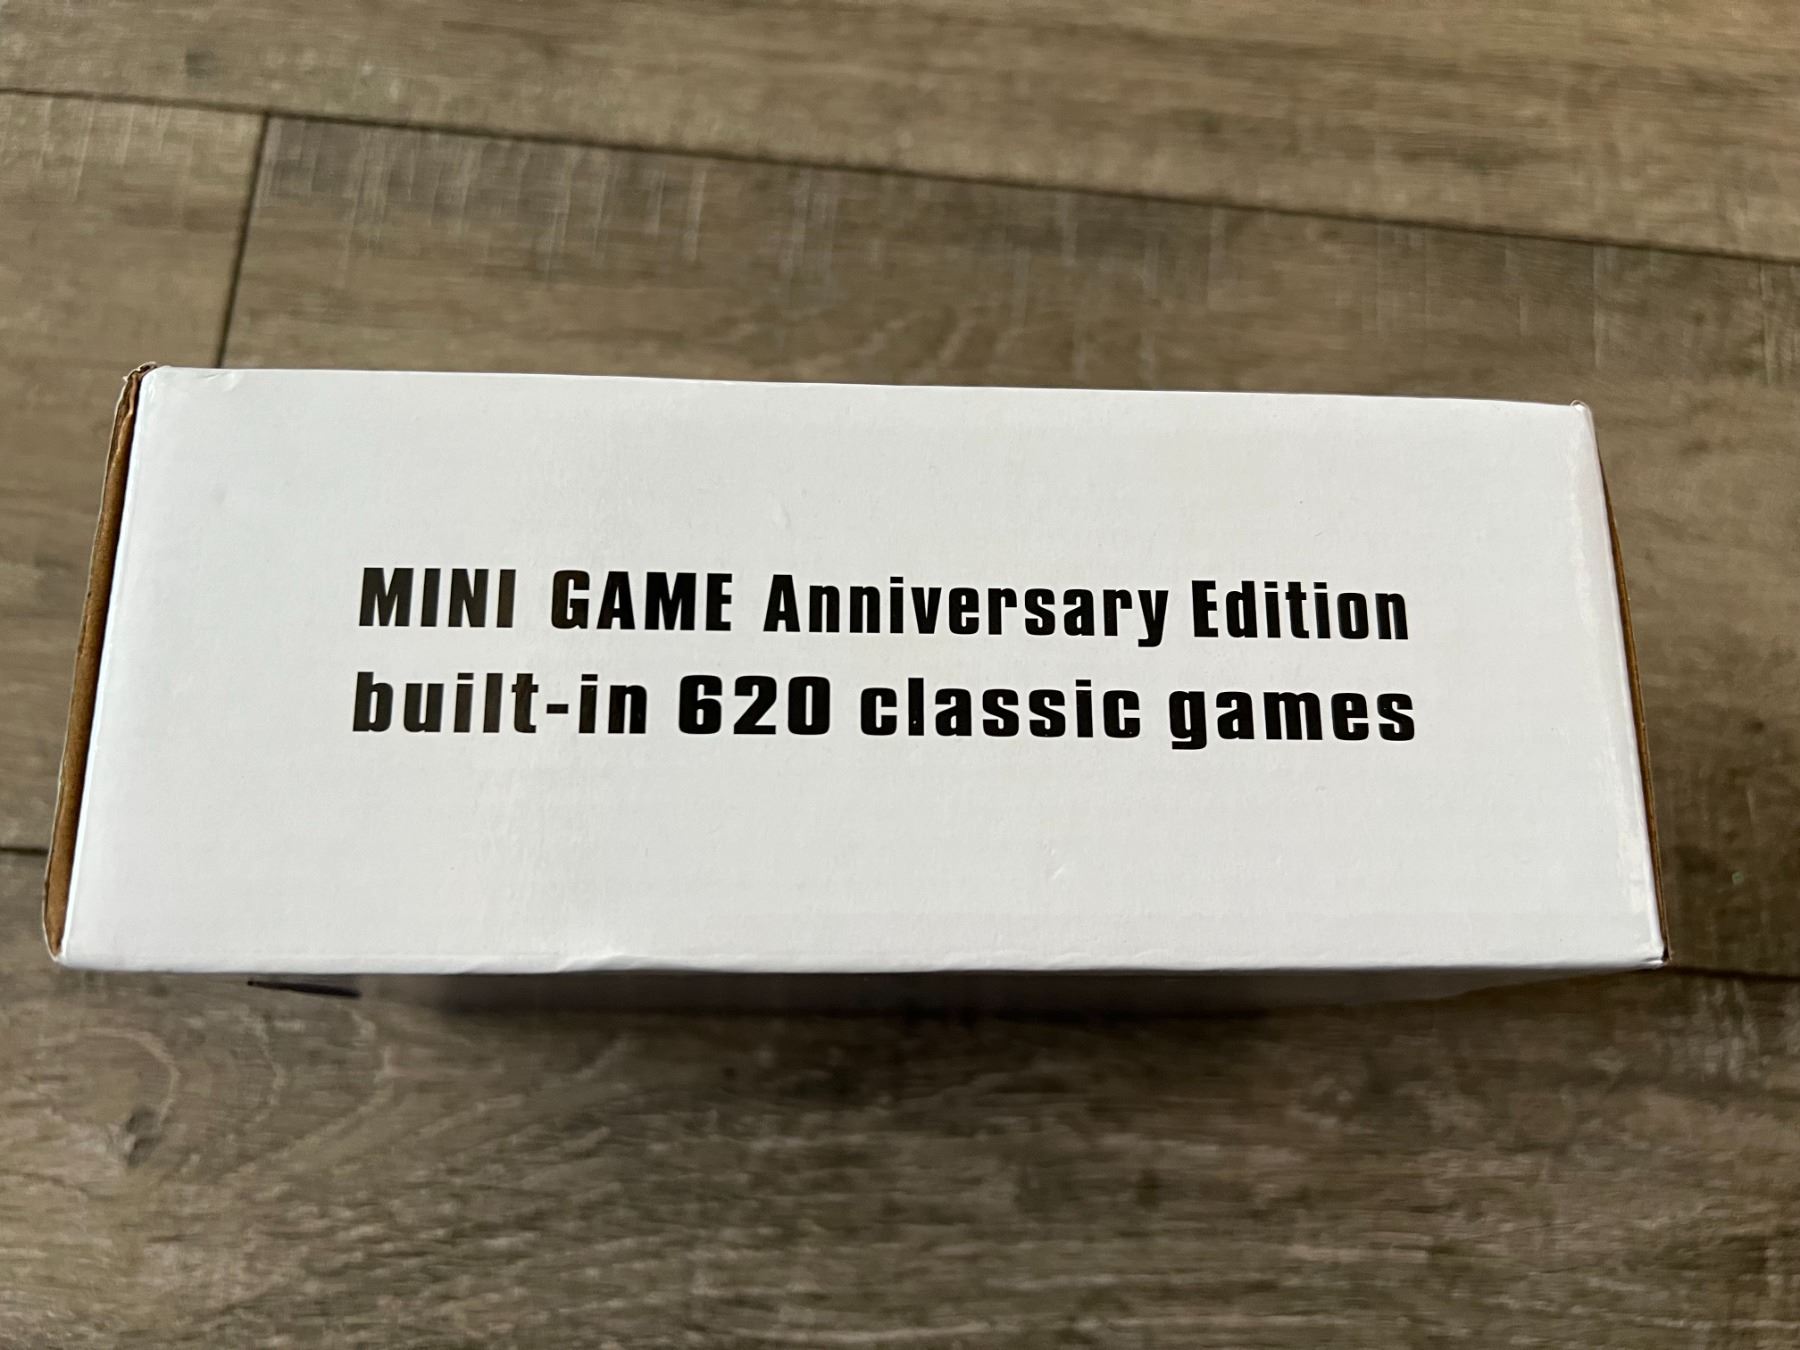 MINI GAME Anniversary Edition
built-in 620 classic games